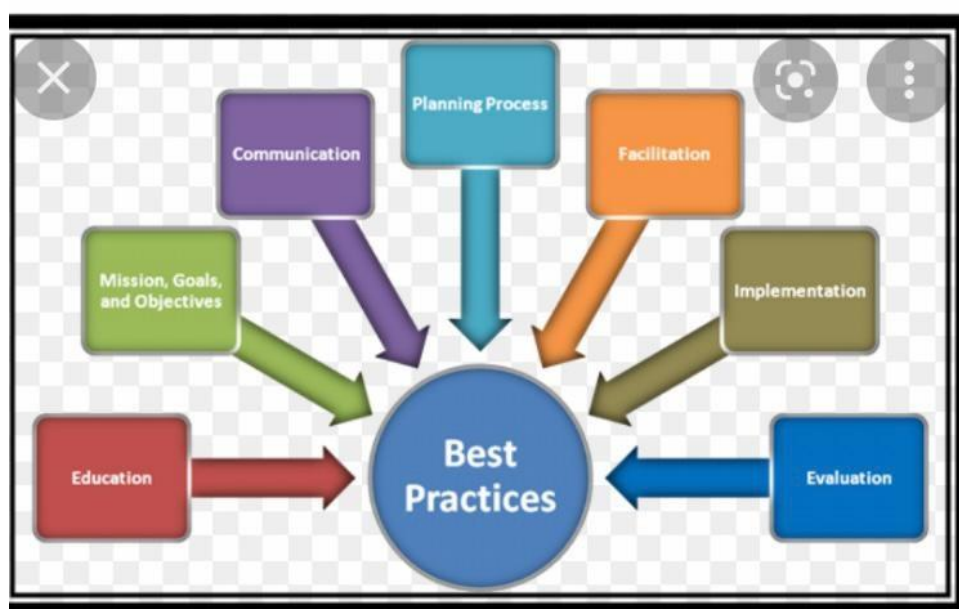 Planning Process
Communication
Facilitation
Mission, Goals,
and Objectives
Implementation
Education
Best
Practices
Evaluation